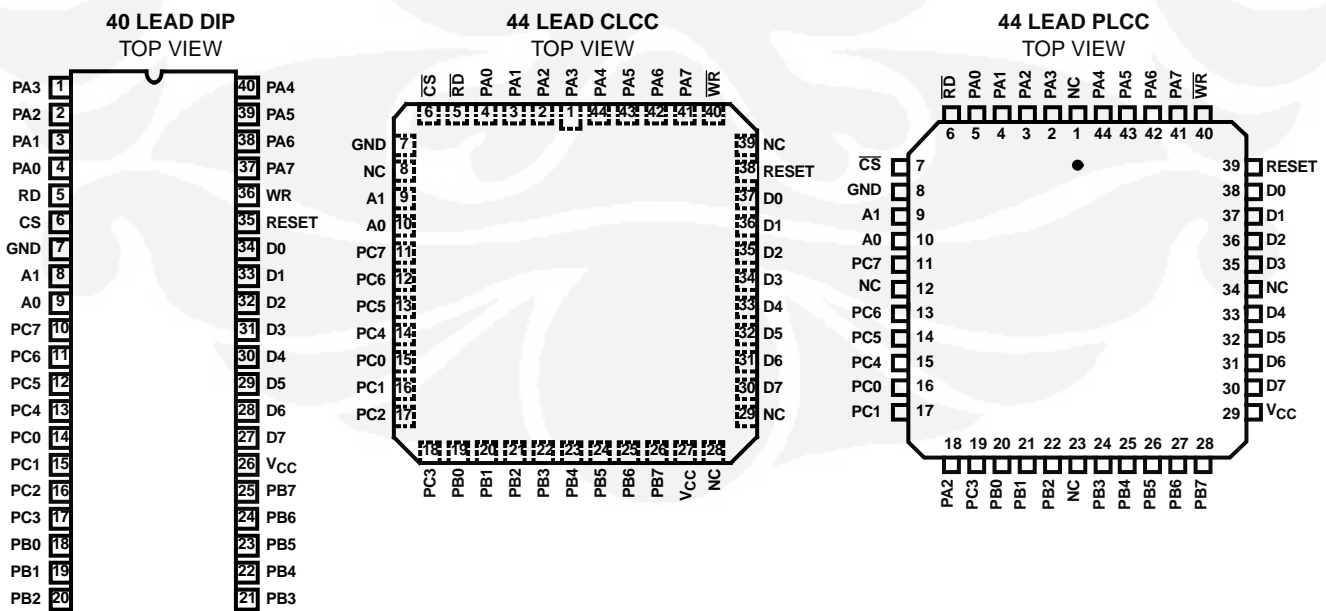 40 LEAD DIP
TOP VIEW
PA3 1
PA2 2
PA1 3
PA0 4
RD 5
CS 6
GND 7
A1 8
A0 9
PC7 10
PC6 11
PC5 12
PC4 13
PC0 14
PC1 15
PC2 16
PC3 17
PB0 18
PB1 19
PB2 20
40 PA4
39 PA5
38 PA6
37 PA7
36 WR
35 RESET
34 D0
33 D1
32 D2
31 D3
30 D4
29 D5
28 D6
27 D7
26 VCC
25 PB7
24 PB6
23 PB5
22 PB4
21 PB3
44 LEAD CLCC
TOP VIEW
CS RD PA0 PA1 PA2 PA3 PA4 PA5 PA6 PA7 WR
6 5 4 3 2 1 44 43 42 41 40
GND 7
NC 8
A1 9
A0 10
PC7 11
PC6 12
PC5 13
PC4 14
PC0 15
PC1 16
PC2 17
39 NC
38 RESET
37 D0
36 D1
35 D2
34 D3
33 D4
32 D5
31 D6
30 D7
29 NC
18 19 20 21 22 23 24 25 26 27 28
PC3 PB0 PB1 PB2 PB3 PB4 PB5 PB6 PB7 VCC NC
44 LEAD PLCC
TOP VIEW
RD PA0 PA1 PA2 PA3 NC PA4 PA5 PA6 PA7 WR
6 5 4 3 2 1 44 43 42 41 40
CS 7
GND 8
A1 9
A0 10
PC7 11
NC 12
PC6 13
PC5 14
PC4 15
PC0 16
PC1 17
39 RESET
38 D0
37 D1
36 D2
35 D3
34 NC
33 D4
32 D5
31 D6
30 D7
29 VCC
18 19 20 21 22 23 24 25 26 27 28
PA2 PC3 PB0 PB1 PB2 NC PB3 PB4 PB5 PB6 PB7